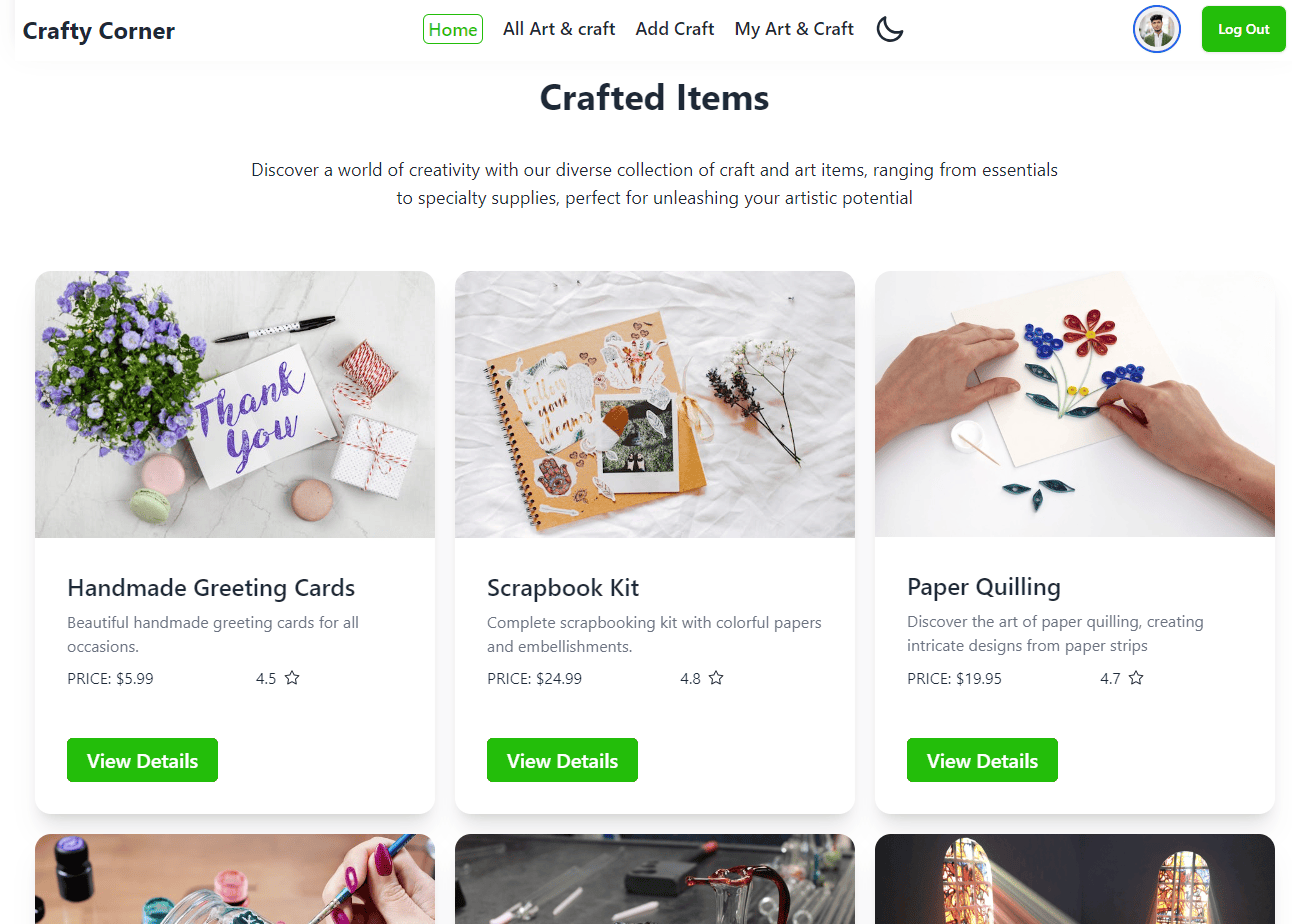 Crafty Corner
Home
All Art & craft
Add Craft
My Art & Craft
Log Out
Crafted Items
Discover a world of creativity with our diverse collection of craft and art items, ranging from essentials
to specialty supplies, perfect for unleashing your artistic potential
Thank
You
follow
your
dreams
Handmade Greeting Cards
Beautiful handmade greeting cards for all
occasions.
PRICE: $5.99
4.5
View Details
Scrapbook Kit
Complete scrapbooking kit with colorful papers
and embellishments.
PRICE: $24.99
4.8
View Details
Paper Quilling
Discover the art of paper quilling, creating
intricate designs from paper strips
PRICE: $19.95
4.7
View Details